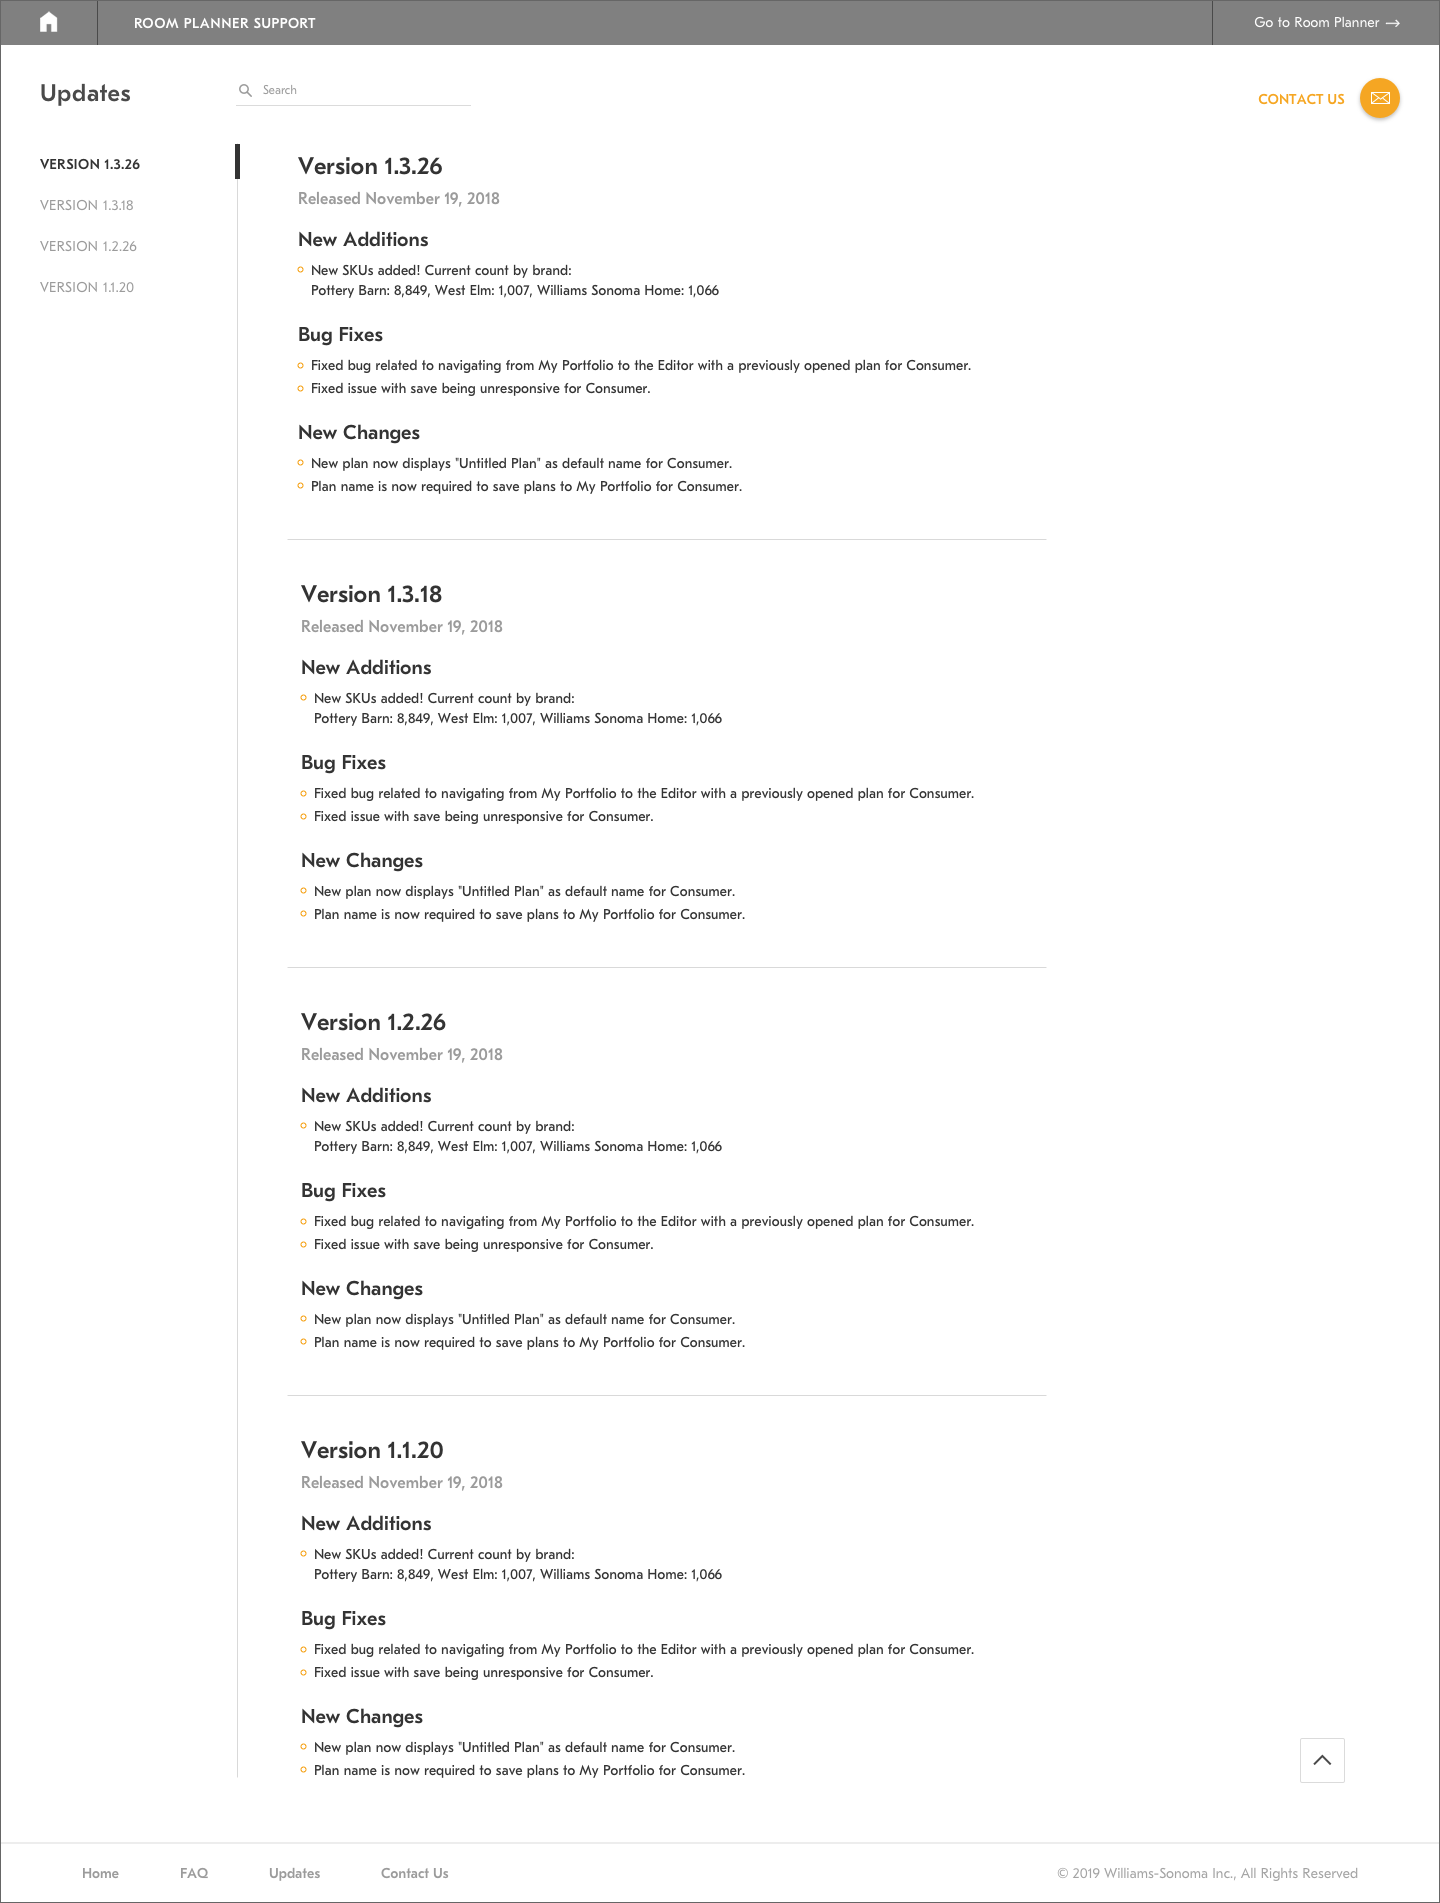 ROOM PLANNER SUPPORT
Go to Room Planner →
Updates
Search
CONTACT US
VERSION 1.3.26
VERSION 1.3.18
VERSION 1.2.26
VERSION 1.1.20
Version 1.3.26
Released November 19, 2018
New Additions
New SKUs added! Current count by brand:
Pottery Barn: 8,849, West Elm: 1,007, Williams Sonoma Home: 1,066
Bug Fixes
Fixed bug related to navigating from My Portfolio to the Editor with a previously opened plan for Consumer.
Fixed issue with save being unresponsive for Consumer.
New Changes
New plan now displays "Untitled Plan" as default name for Consumer.
Plan name is now required to save plans to My Portfolio for Consumer.
Version 1.3.18
Released November 19, 2018
New Additions
New SKUs added! Current count by brand:
Pottery Barn: 8,849, West Elm: 1,007, Williams Sonoma Home: 1,066
Bug Fixes
Fixed bug related to navigating from My Portfolio to the Editor with a previously opened plan for Consumer.
Fixed issue with save being unresponsive for Consumer.
New Changes
New plan now displays "Untitled Plan" as default name for Consumer.
Plan name is now required to save plans to My Portfolio for Consumer.
Version 1.2.26
Released November 19, 2018
New Additions
New SKUs added! Current count by brand:
Pottery Barn: 8,849, West Elm: 1,007, Williams Sonoma Home: 1,066
Bug Fixes
Fixed bug related to navigating from My Portfolio to the Editor with a previously opened plan for Consumer.
Fixed issue with save being unresponsive for Consumer.
New Changes
New plan now displays "Untitled Plan" as default name for Consumer.
Plan name is now required to save plans to My Portfolio for Consumer.
Version 1.1.20
Released November 19, 2018
New Additions
New SKUs added! Current count by brand:
Pottery Barn: 8,849, West Elm: 1,007, Williams Sonoma Home: 1,066
Bug Fixes
Fixed bug related to navigating from My Portfolio to the Editor with a previously opened plan for Consumer.
Fixed issue with save being unresponsive for Consumer.
New Changes
New plan now displays "Untitled Plan" as default name for Consumer.
Plan name is now required to save plans to My Portfolio for Consumer.
Home
FAQ
Updates
Contact Us
© 2019 Williams-Sonoma Inc., All Rights Reserved